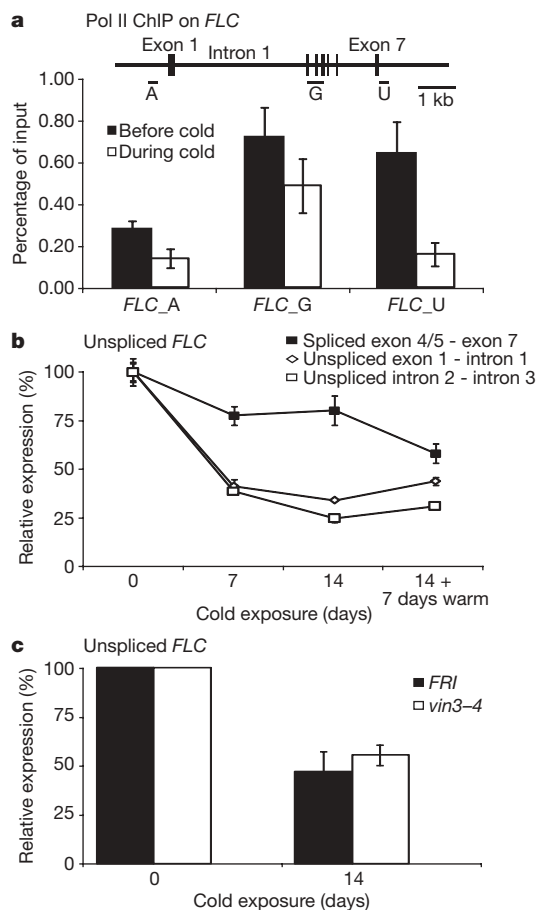 a Pol II ChIP on FLC
Exon 1
Intron 1
Exon 7
A
G
U
1 kb
Percentage of input
1.00
0.80
0.60
0.40
0.20
0.00
Before cold
During cold
FLC_A
FLC_G
FLC_U
b Unspliced FLC
Spliced exon 4/5 - exon 7
Unspliced exon 1 - intron 1
Unspliced intron 2 - intron 3
Relative expression (%)
100
75
50
25
0
0
7
14
14 +
7 days warm
Cold exposure (days)
c Unspliced FLC
FRI
vin3–4
Relative expression (%)
100
75
50
25
0
0
14
Cold exposure (days)